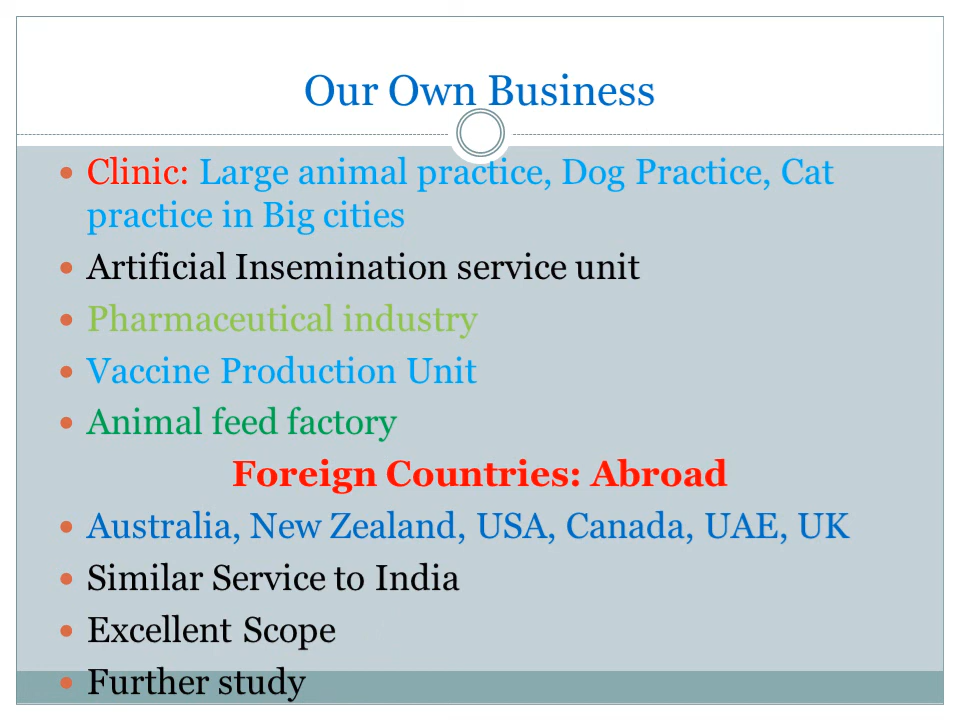 Our Own Business
Clinic: Large animal practice, Dog Practice, Cat
practice in Big cities
Artificial Insemination service unit
Pharmaceutical industry
Vaccine Production Unit
Animal feed factory
Foreign Countries: Abroad
Australia, New Zealand, USA, Canada, UAE, UK
Similar Service to India
Excellent Scope
Further study